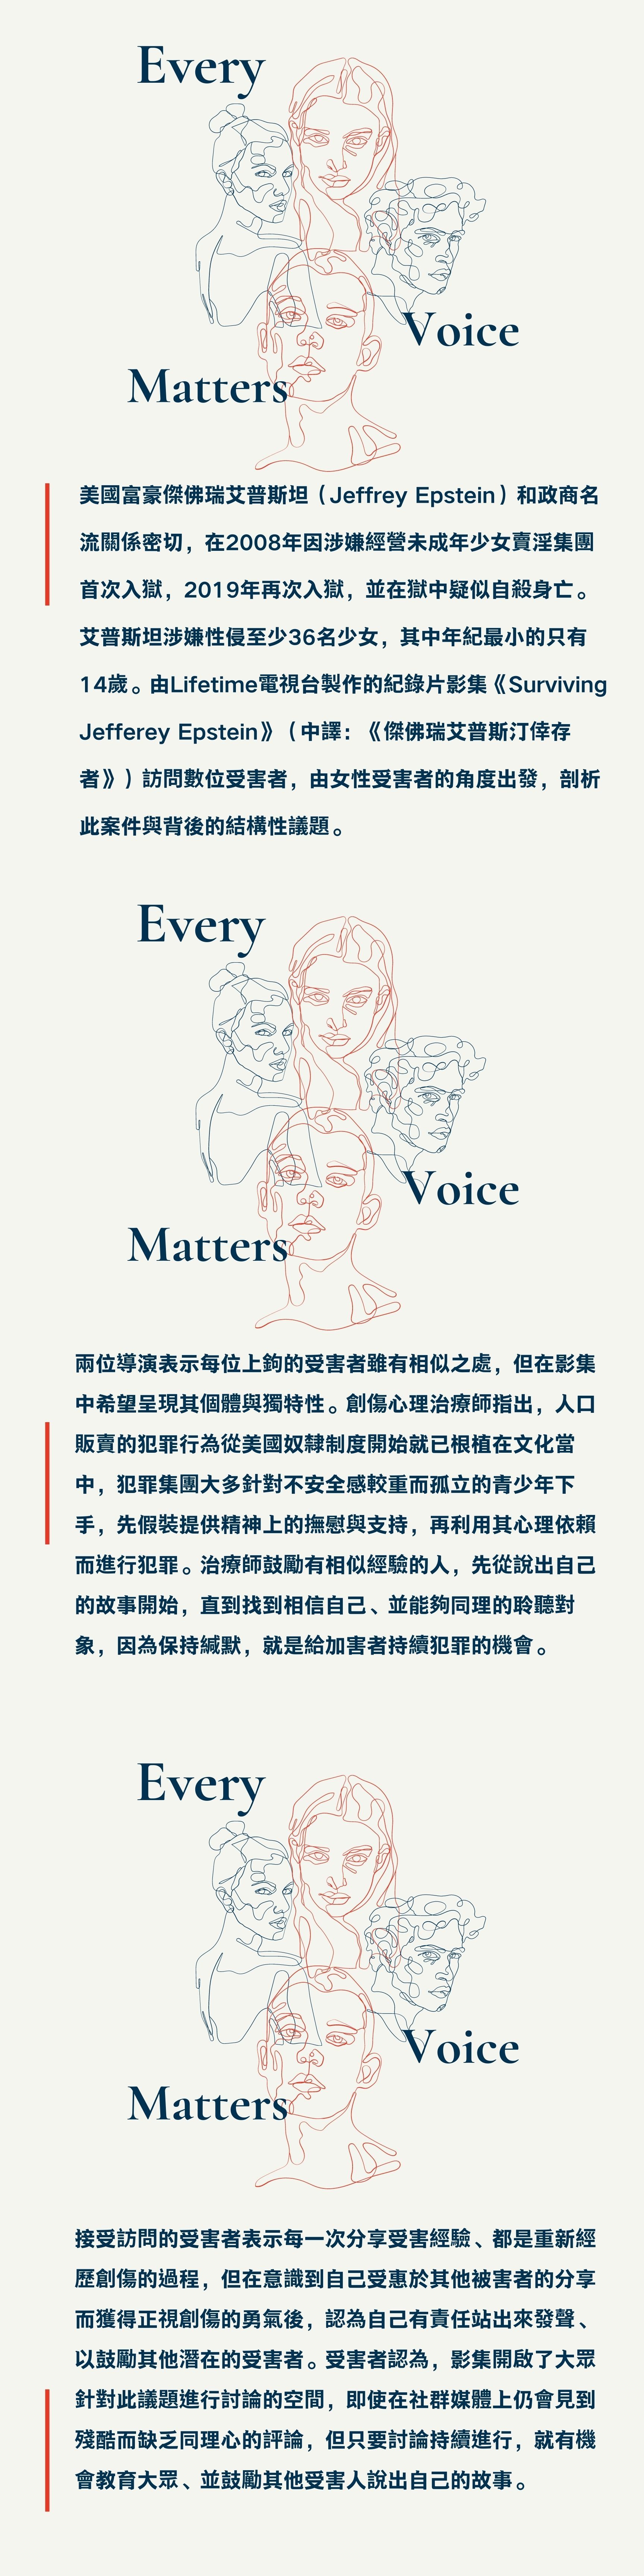 Every
Voice
Matters
美國富豪傑佛瑞艾普斯坦（Jeffrey Epstein）和政商名
流關係密切，在2008年因涉嫌經營未成年少女賣淫集團
首次入獄，2019年再次入獄，並在獄中疑似自殺身亡。
艾普斯坦涉嫌性侵至少36名少女，其中年紀最小的只有
14歲。由Lifetime電視台製作的紀錄片影集《Surviving
Jefferey Epstein》（中譯：《傑佛瑞艾普斯汀倖存
者》）訪問數位受害者，由女性受害者的角度出發，剖析
此案件與背後的結構性議題。
Every
Voice
Matters
兩位導演表示每位上鉤的受害者雖有相似之處，但在影集
中希望呈現其個體與獨特性。創傷心理治療師指出，人口
販賣的犯罪行為從美國奴隸制度開始就已根植在文化當
中，犯罪集團大多針對不安全感較重而孤立的青少年下
手，先假裝提供精神上的撫慰與支持，再利用其心理依賴
而進行犯罪。治療師鼓勵有相似經驗的人，先從說出自己
的故事開始，直到找到相信自己、並能夠同理的聆聽對
象，因為保持緘默，就是給加害者持續犯罪的機會。
Every
Voice
Matters
接受訪問的受害者表示每一次分享受害經驗、都是重新經
歷創傷的過程，但在意識到自己受惠於其他被害者的分享
而獲得正視創傷的勇氣後，認為自己有責任站出來發聲、
以鼓勵其他潛在的受害者。受害者認為，影集開啟了大眾
針對此議題進行討論的空間，即使在社群媒體上仍會見到
殘酷而缺乏同理心的評論，但只要討論持續進行，就有機
會教育大眾、並鼓勵其他受害人說出自己的故事。